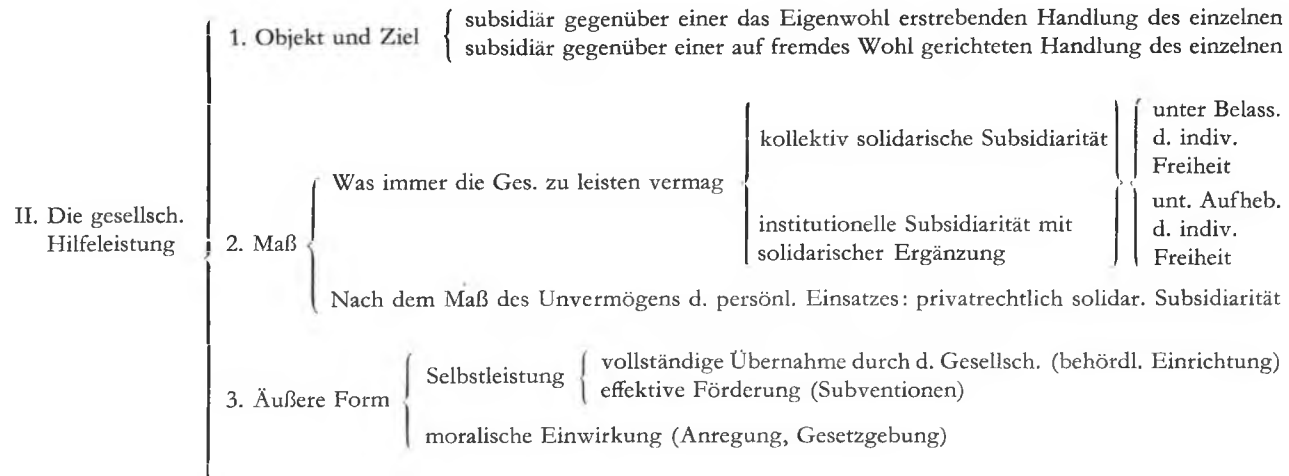 1. Objekt und Ziel
subsidiär gegenüber einer das Eigenwohl erstrebenden Handlung des einzelnen
subsidiär gegenüber einer auf fremdes Wohl gerichteten Handlung des einzelnen
II. Die gesellsch.
Hilfeleistung
2. Maß
Was immer die Ges. zu leisten vermag
kollektiv solidarische Subsidiarität
institutionelle Subsidiarität mit
solidarischer Ergänzung
unter Belass.
d. indiv.
Freiheit
unt. Aufheb.
d. indiv.
Freiheit
Nach dem Maß des Unvermögens d. persönl. Einsatzes: privatrechtlich solidar. Subsidiarität
3. Äußere Form
Selbstleistung
vollständige Übernahme durch d. Gesellsch. (behördl. Einrichtung)
effektive Förderung (Subventionen)
moralische Einwirkung (Anregung, Gesetzgebung)